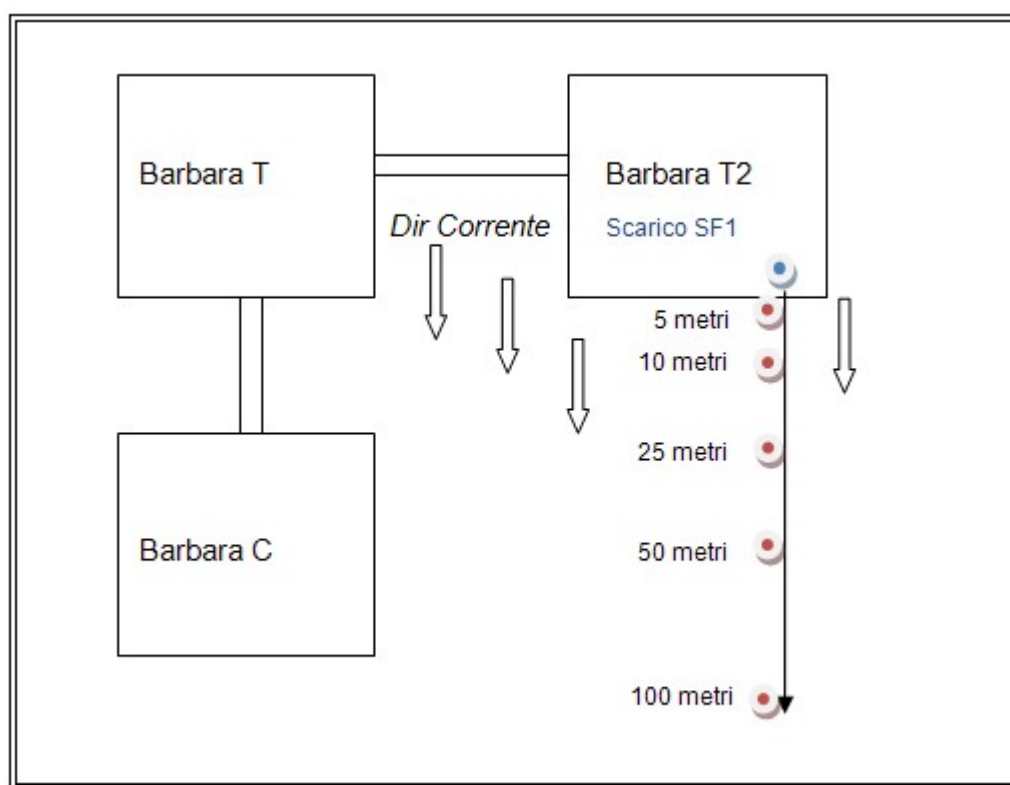 Barbara T
Barbara T2
Dir Corrente
Scarico SF1
5 metri
10 metri
25 metri
50 metri
Barbara C
100 metri